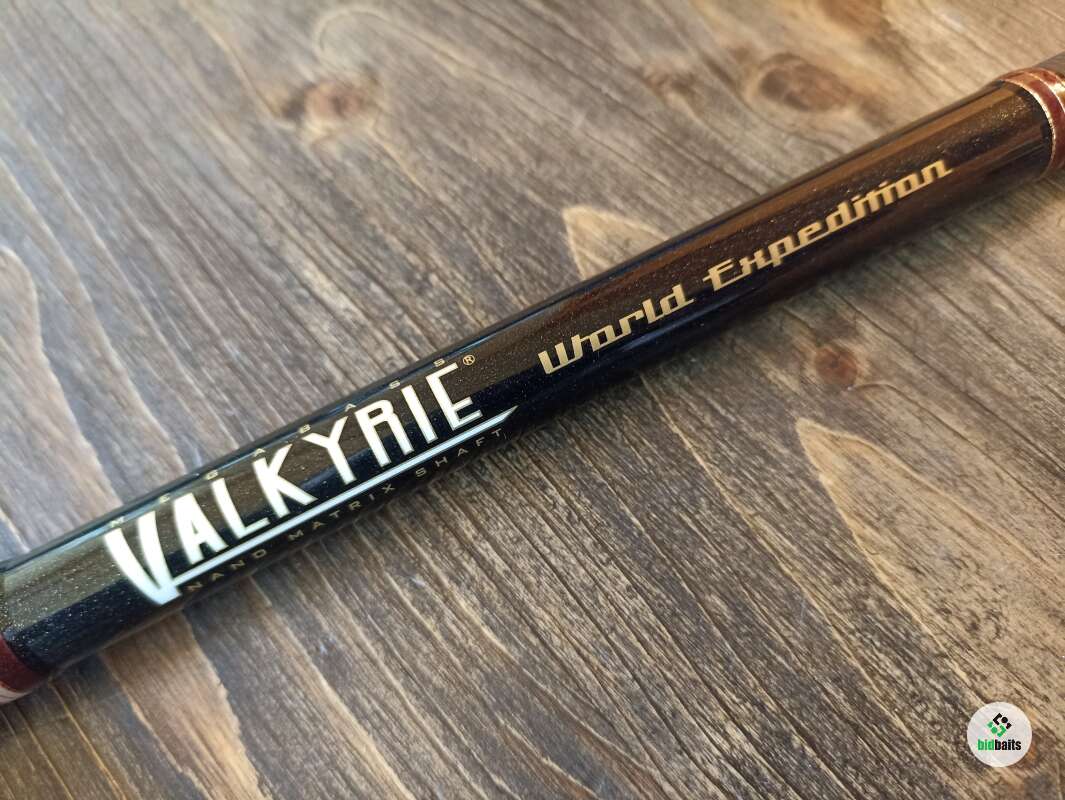 MEGABASS
VALKYRIE®
NANO MATRIX SHAFT
World Expedition
bidbaits